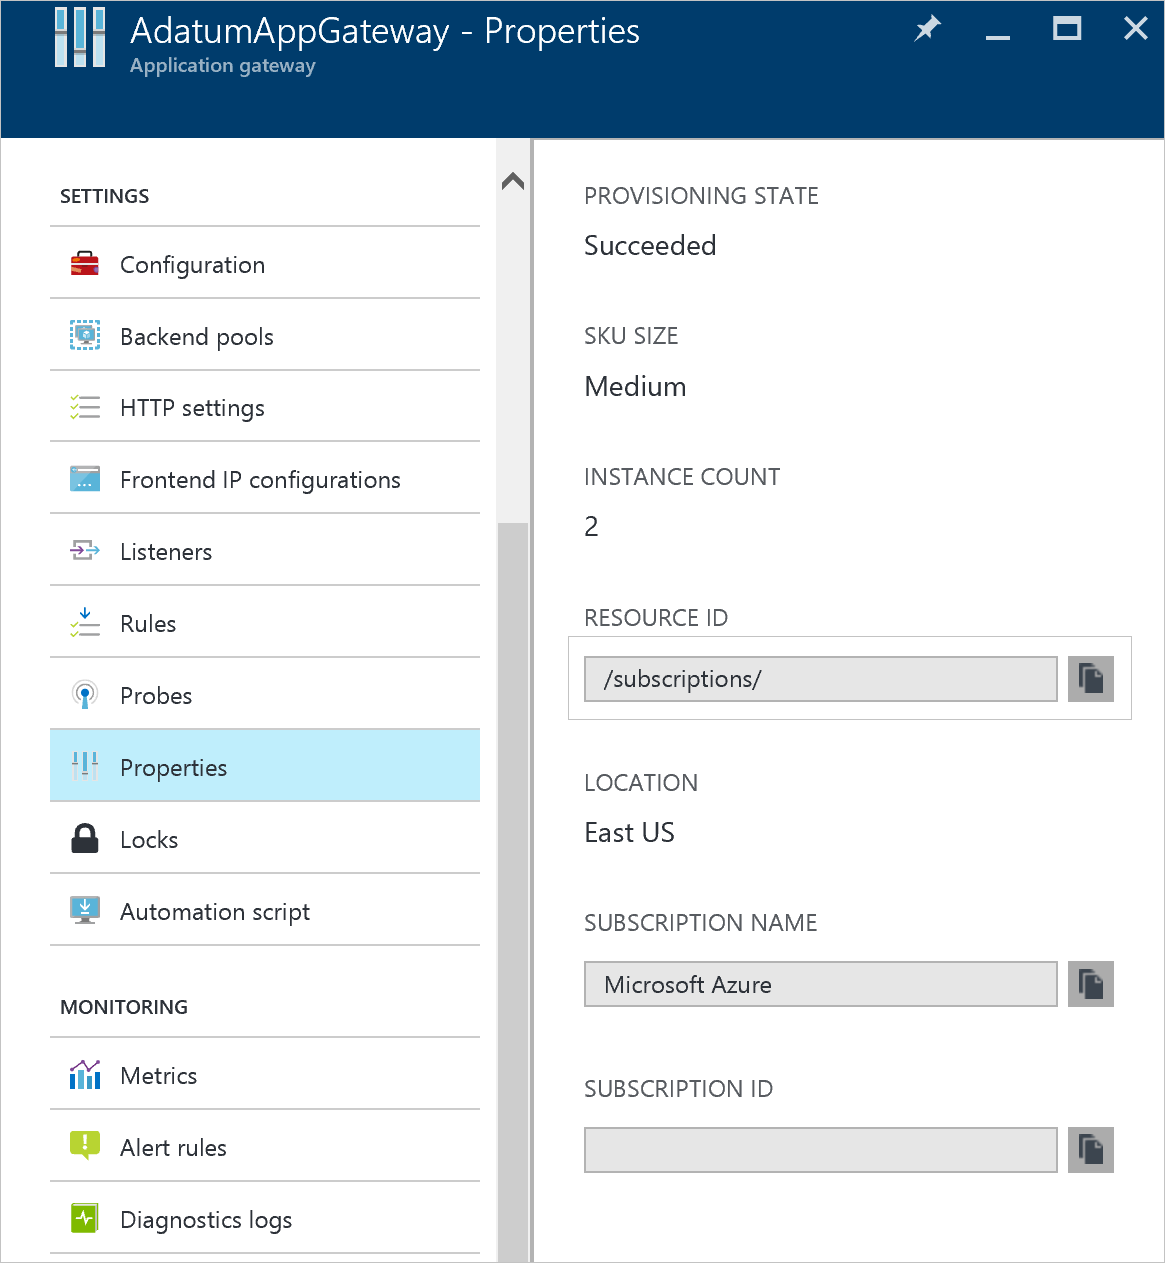 AdatumAppGateway - Properties
Application gateway
SETTINGS
Configuration
Backend pools
HTTP settings
Frontend IP configurations
Listeners
Rules
Probes
Properties
Locks
Automation script
MONITORING
Metrics
Alert rules
Diagnostics logs
PROVISIONING STATE
Succeeded
SKU SIZE
Medium
INSTANCE COUNT
2
RESOURCE ID
/subscriptions/
LOCATION
East US
SUBSCRIPTION NAME
Microsoft Azure
SUBSCRIPTION ID